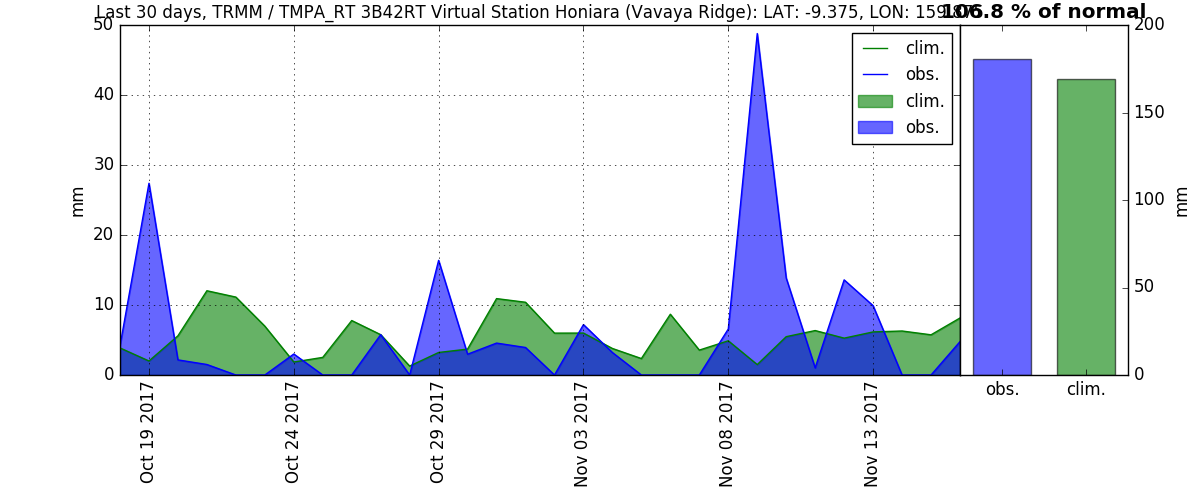 Last 30 days, TRMM / TMPA_RT 3B42RT Virtual Station Honiara (Vavaya Ridge): LAT: -9.375, LON:
106.8 % of normal
50
40
30
20
10
0
mm
clim.
obs.
clim.
obs.
Oct 19 2017
Oct 24 2017
Oct 29 2017
Nov 03 2017
Nov 08 2017
Nov 13 2017
200
150
100
50
0
mm
obs.
clim.